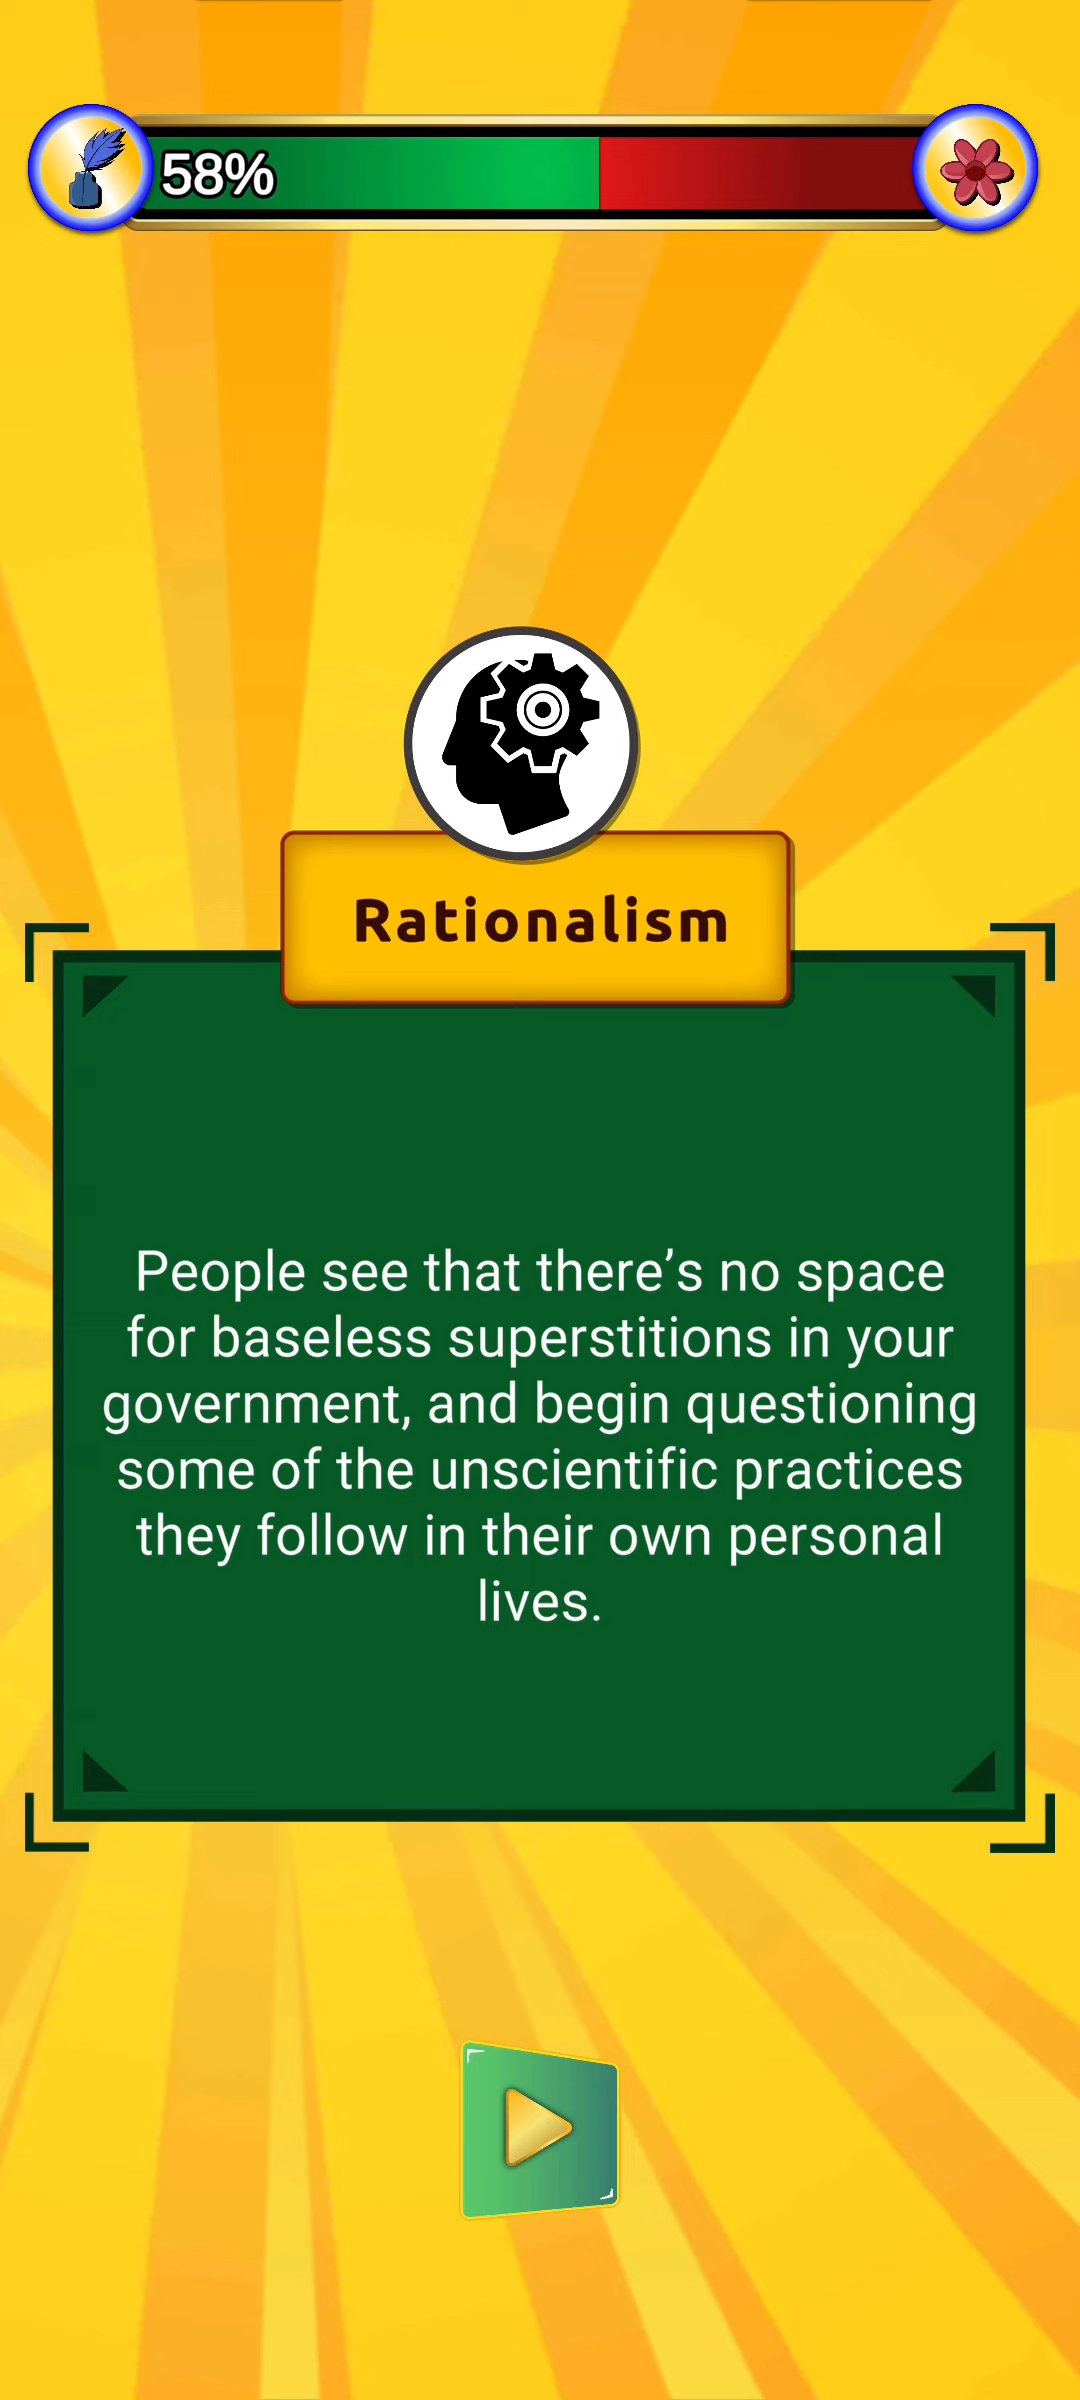 58%
Rationalism
People see that there’s no space
for baseless superstitions in your
government, and begin questioning
some of the unscientific practices
they follow in their own personal
lives.